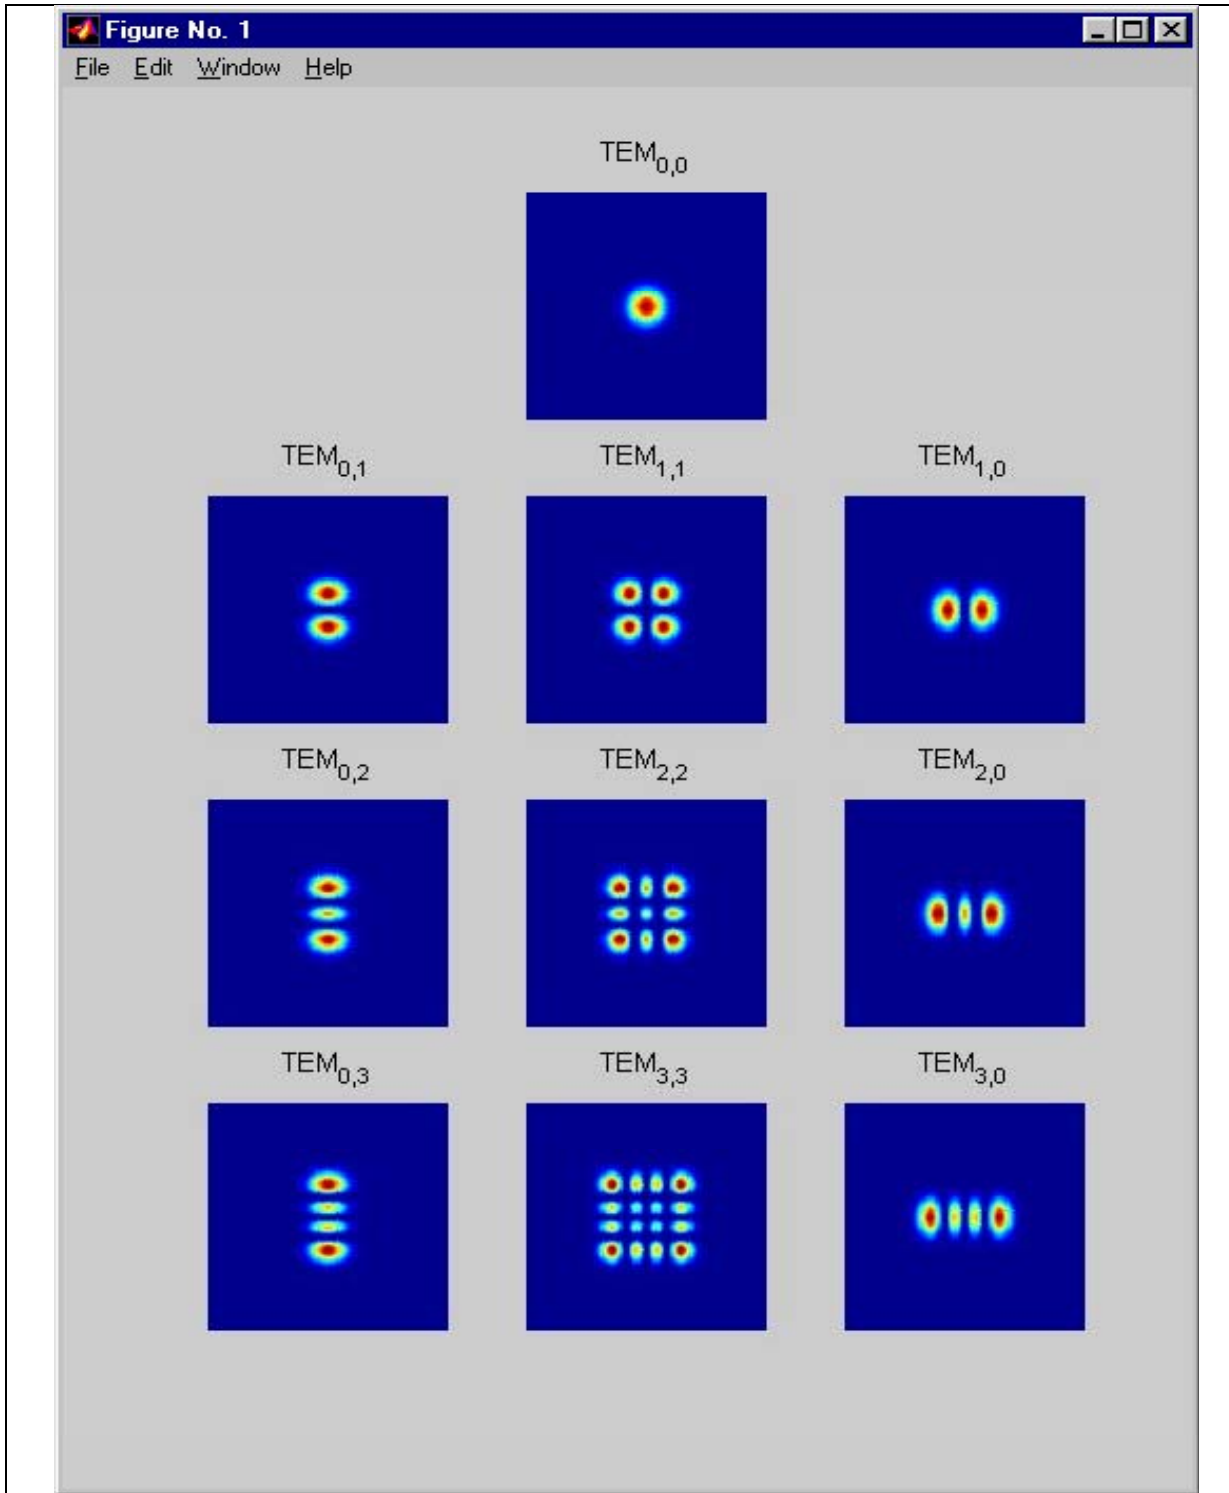 Figure No. 1
File Edit Window Help
TEM0,0
TEM0,1 TEM1,1 TEM1,0
TEM0,2 TEM2,2 TEM2,0
TEM0,3 TEM3,3 TEM3,0